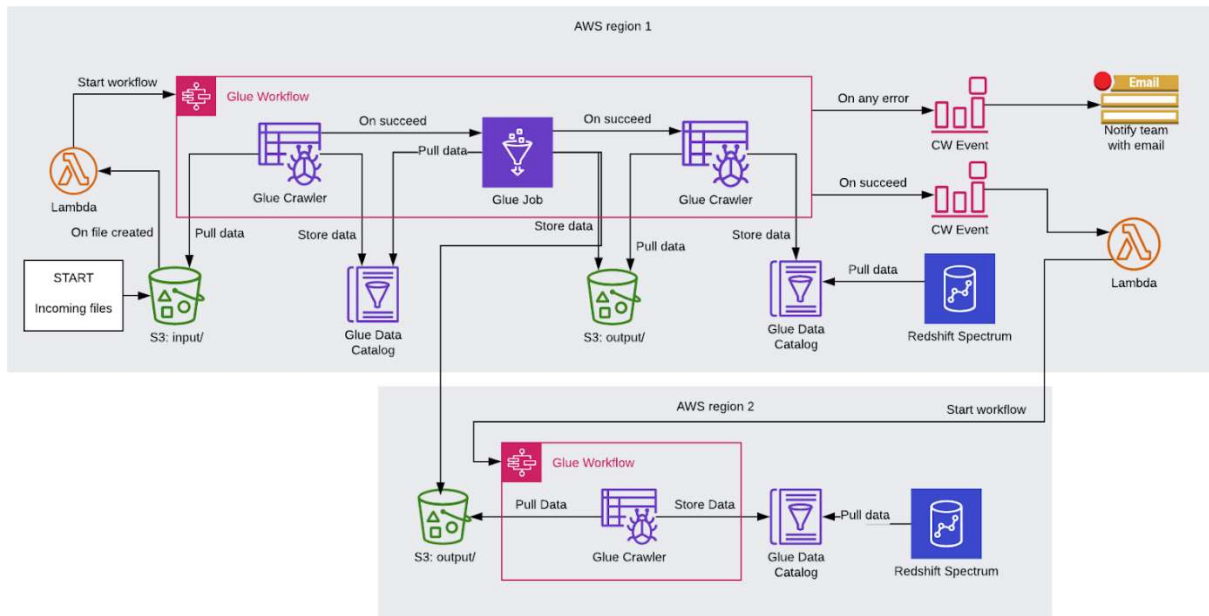 AWS region 1
Start workflow
Glue Workflow
On succeed
On succeed
On any error
Email
Pull data
Notify team
with email
CW Event
Glue Crawler
Glue Job
Glue Crawler
On succeed
Lambda
On file created
Pull data
Store data
Store data
Pull data
Store data
CW Event
START
Incoming files
Pull data
Lambda
S3: input/
Glue Data
Catalog
S3: output/
Glue Data
Catalog
Redshift Spectrum
AWS region 2
Start workflow
Glue Workflow
Pull Data
Store Data
Pull data
S3: output/
Glue Crawler
Glue Data
Catalog
Redshift Spectrum